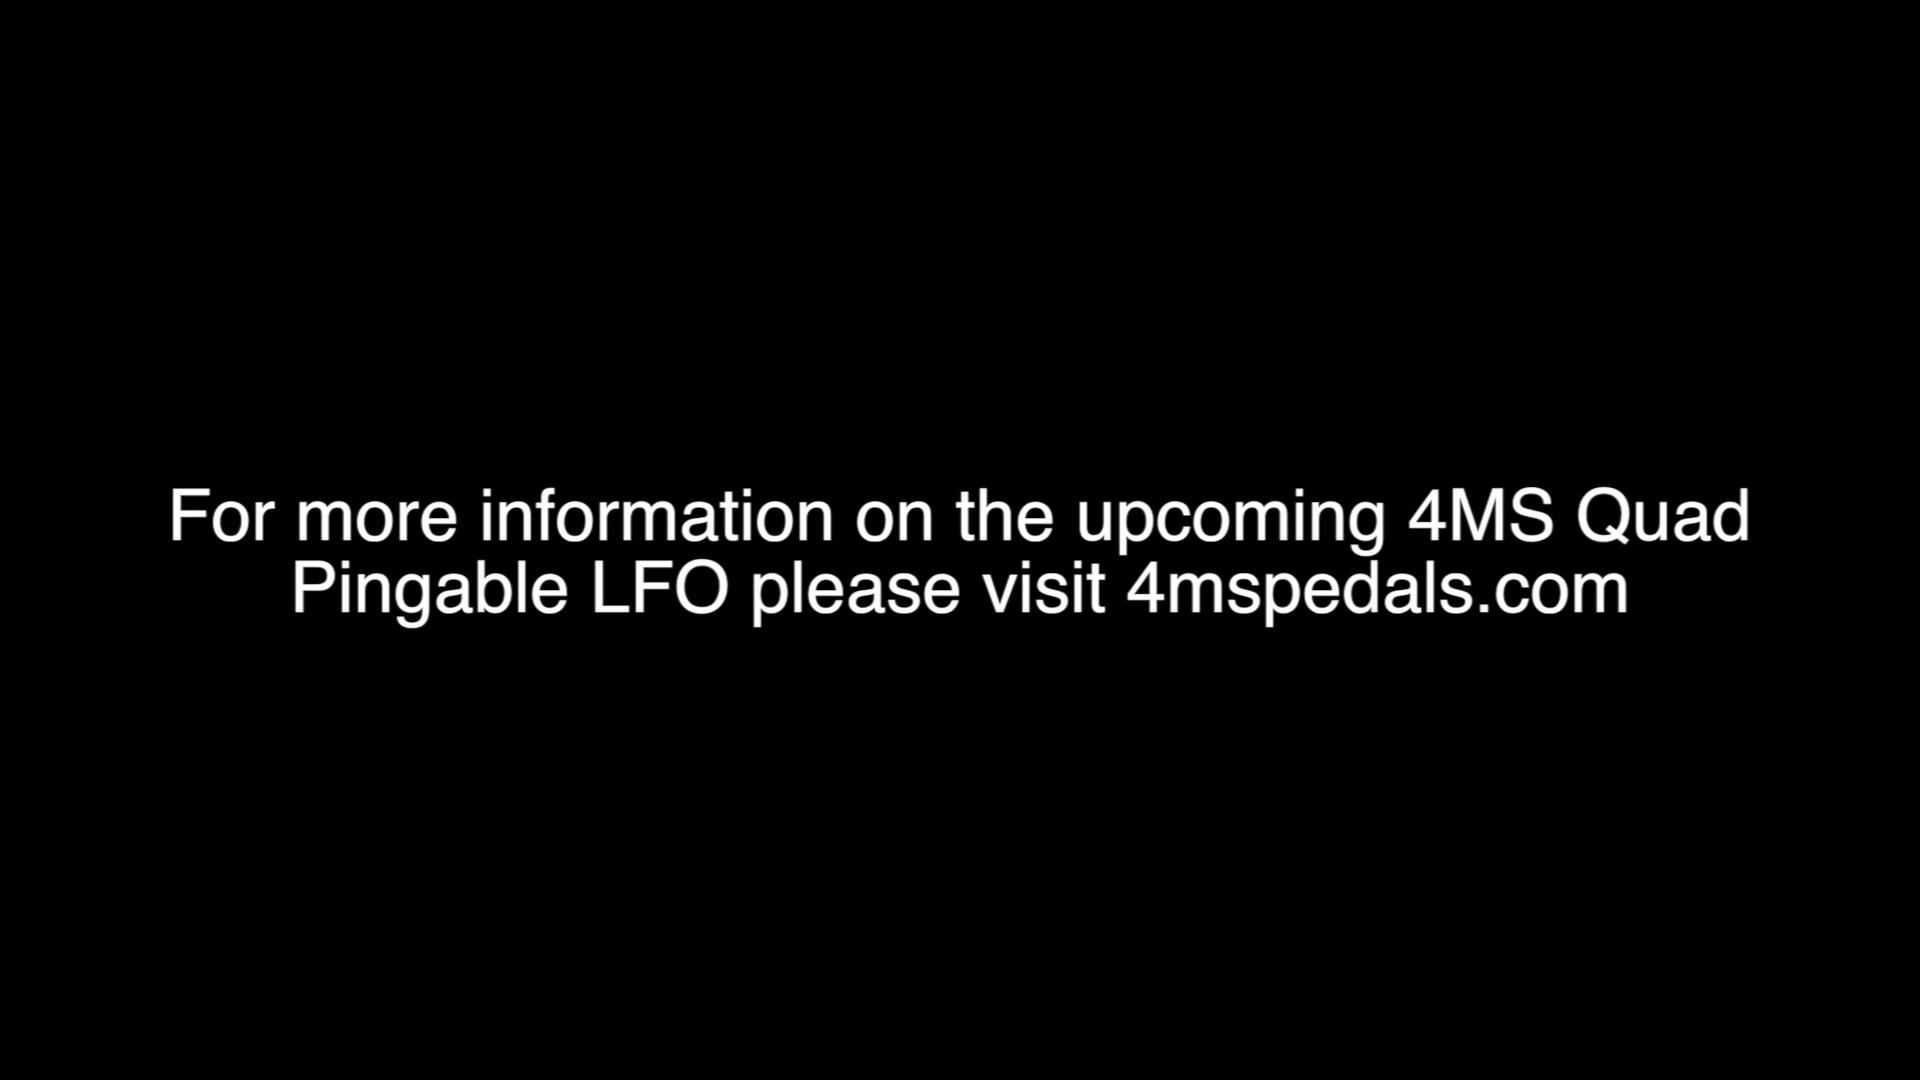 For more information on the upcoming 4MS Quad
Pingable LFO please visit 4mspedals.com